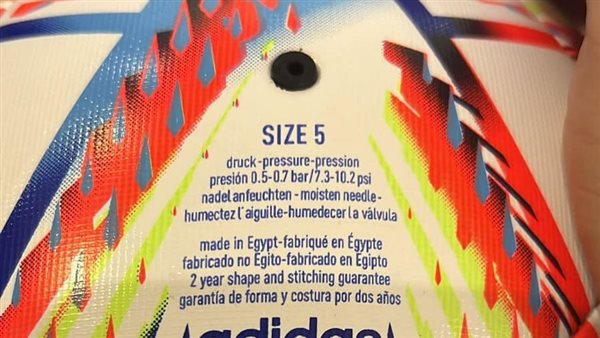 SIZE 5
druck-pressure-pression
presión 0.5-0.7 bar/7.3-10.2 psi
nadel anfeuchten - moisten needle-
humectez l'aiguille-humedecer la válvula
made in Egypt-fabriqué en Égypte
fabricado no Egito-fabricado en Egipto
2 year shape and stitching guarantee
garantía de forma y costura por dos años
adidas